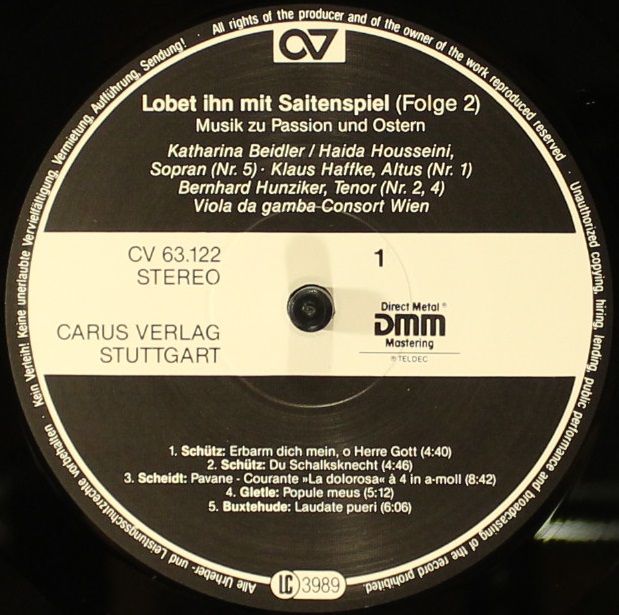 Alle Urheber- und Leistungsschutzrechte vorbehalten · Kein Verleih! Keine unerlaubte Vervielfältigung, Vermietung, Aufführung, Sendung! · All rights of the producer and of the owner of the work reproduced reserved · Unauthorized copying, hiring, lending, public performance and broadcasting of the record prohibited
CV
Lobet ihn mit Saitenspiel (Folge 2)
Musik zu Passion und Ostern
Katharina Beidler / Haida Housseini,
Sopran (Nr. 5) · Klaus Haffke, Altus (Nr. 1)
Bernhard Hunziker, Tenor (Nr. 2, 4)
Viola da gamba-Consort Wien
CV 63.122
STEREO
1
CARUS VERLAG
STUTTGART
Direct Metal ®
DMM
Mastering
℗ TELDEC
1. Schütz: Erbarm dich mein, o Herre Gott (4:40)
2. Schütz: Du Schalksknecht (4:46)
3. Scheidt: Pavane - Courante »La dolorosa« à 4 in a-moll (8:42)
4. Gletle: Popule meus (5:12)
5. Buxtehude: Laudate pueri (6:06)
LC 3989